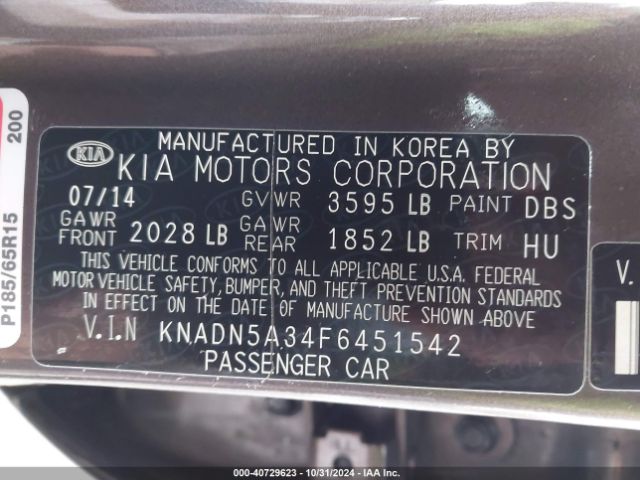 MANUFACTURED IN KOREA BY
KIA KIA MOTORS CORPORATION
07/14 GVWR 3595 LB PAINT DBS
GAWR FRONT 2028 LB GAWR REAR 1852 LB TRIM HU
THIS VEHICLE CONFORMS TO ALL APPLICABLE U.S.A. FEDERAL
MOTOR VEHICLE SAFETY, BUMPER, AND THEFT PREVENTION STANDARDS
IN EFFECT ON THE DATE OF MANUFACTURE SHOWN ABOVE
V.IN KNADN5A34F6451542
PASSENGER CAR
P185/65R15
200
V.
000-40729623 - 10/31/2024 - IAA Inc.